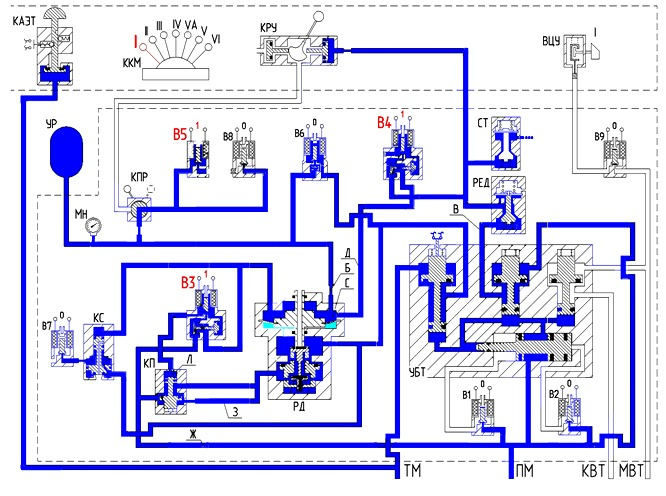 КАЭТ
ККМ
I
II
III
IV
VA
V
VI
КРУ
ВЦУ
I
УР
МН
КПР
В5
1
В8
0
В6
0
В4
1
СТ
РЕД
В9
0
В
Д
Б
С
В3
1
В7
0
КС
КП
Л
З
Ж
РД
УБТ
В1
0
В2
0
ТМ
ПМ
КВТ
МВТ